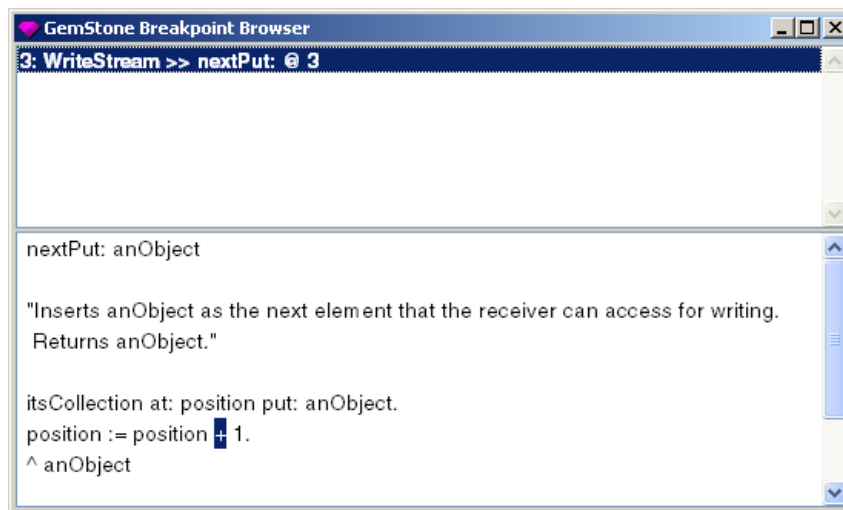 GemStone Breakpoint Browser
3: WriteStream >> nextPut: @ 3
nextPut: anObject
"Inserts anObject as the next element that the receiver can access for writing.
Returns anObject."
itsCollection at: position put: anObject.
position := position + 1.
^ anObject